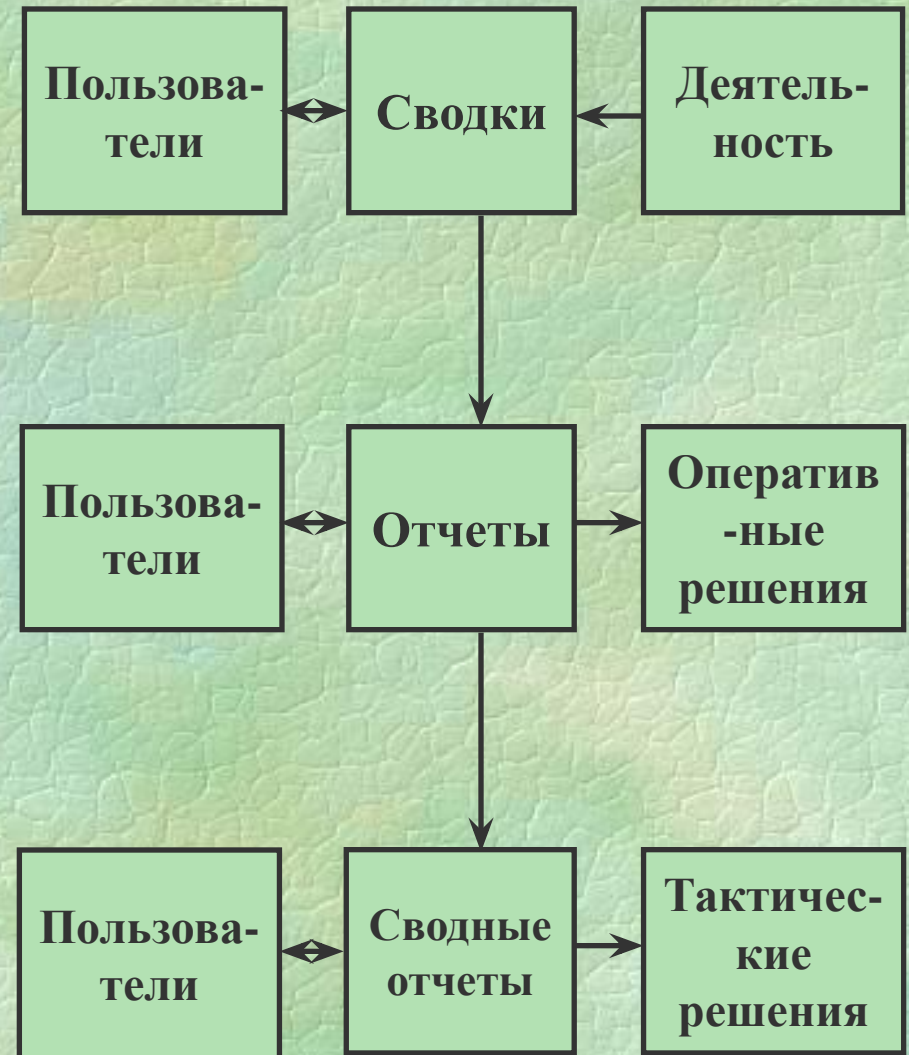 Пользова-
тели
Сводки
Деятель-
ность
Пользова-
тели
Отчеты
Оператив
-ные
решения
Пользова-
тели
Сводные
отчеты
Тактичес-
кие
решения